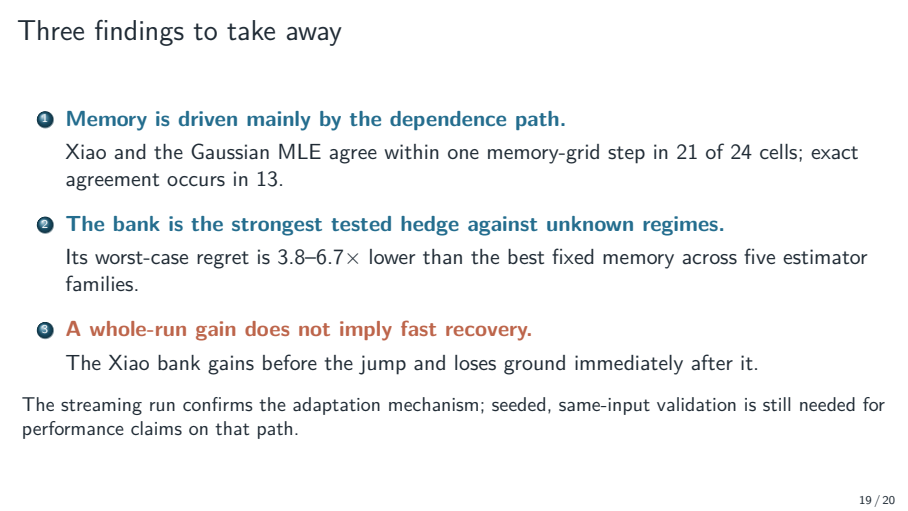 Three findings to take away
1 Memory is driven mainly by the dependence path.
Xiao and the Gaussian MLE agree within one memory-grid step in 21 of 24 cells; exact
agreement occurs in 13.
2 The bank is the strongest tested hedge against unknown regimes.
Its worst-case regret is 3.8–6.7× lower than the best fixed memory across five estimator
families.
3 A whole-run gain does not imply fast recovery.
The Xiao bank gains before the jump and loses ground immediately after it.
The streaming run confirms the adaptation mechanism; seeded, same-input validation is still needed for
performance claims on that path.
19 / 20